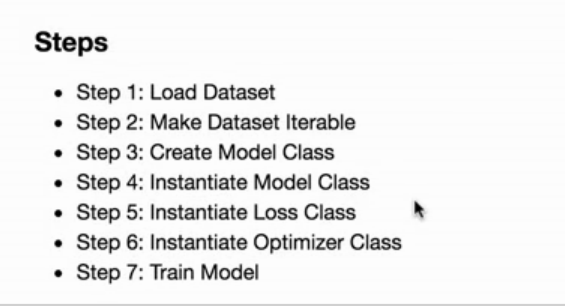 Steps
• Step 1: Load Dataset
• Step 2: Make Dataset Iterable
• Step 3: Create Model Class
• Step 4: Instantiate Model Class
• Step 5: Instantiate Loss Class
• Step 6: Instantiate Optimizer Class
• Step 7: Train Model